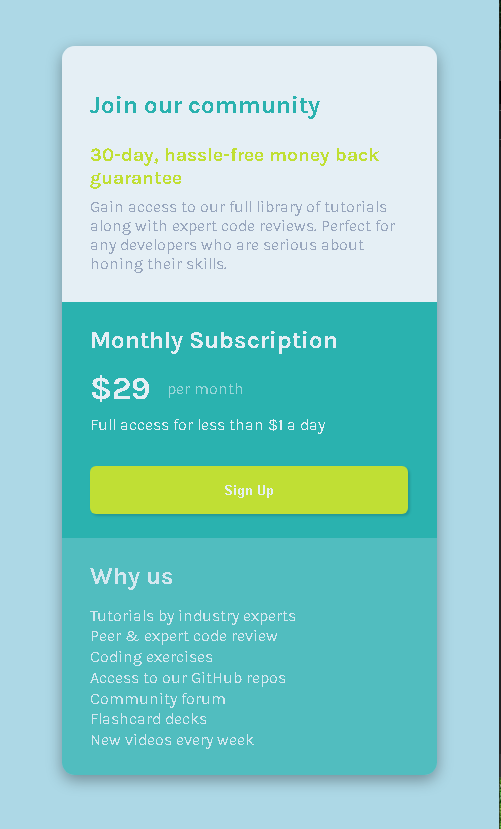 Join our community
30-day, hassle-free money back
guarantee
Gain access to our full library of tutorials
along with expert code reviews. Perfect for
any developers who are serious about
honing their skills.
Monthly Subscription
$29 per month
Full access for less than $1 a day
Sign Up
Why us
Tutorials by industry experts
Peer & expert code review
Coding exercises
Access to our GitHub repos
Community forum
Flashcard decks
New videos every week